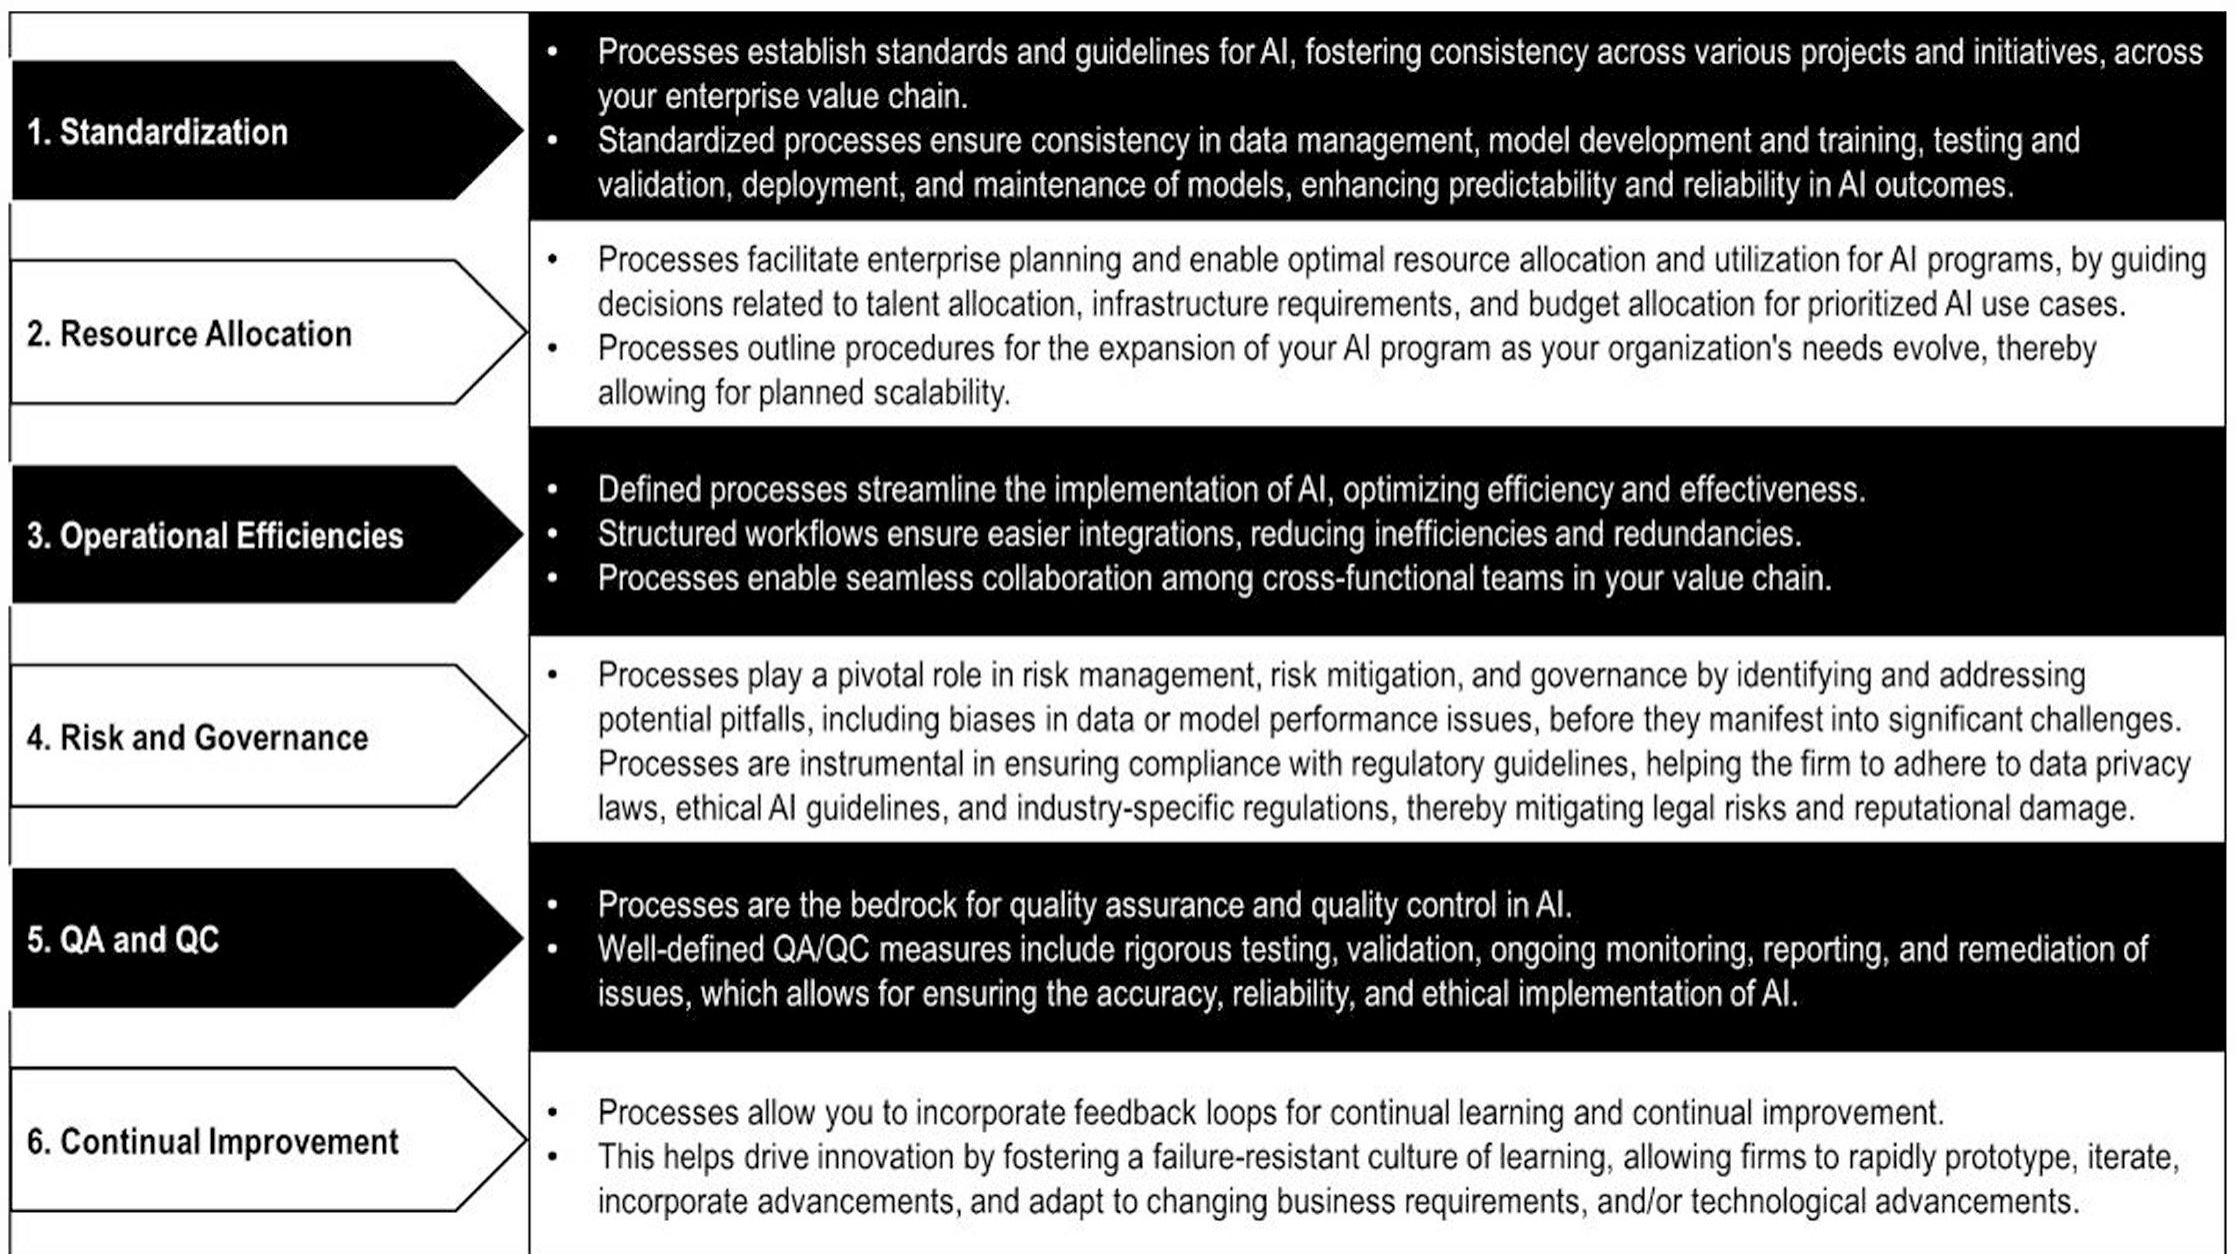 1. Standardization
• Processes establish standards and guidelines for AI, fostering consistency across various projects and initiatives, across
your enterprise value chain.
• Standardized processes ensure consistency in data management, model development and training, testing and
validation, deployment, and maintenance of models, enhancing predictability and reliability in AI outcomes.
2. Resource Allocation
• Processes facilitate enterprise planning and enable optimal resource allocation and utilization for AI programs, by guiding
decisions related to talent allocation, infrastructure requirements, and budget allocation for prioritized AI use cases.
• Processes outline procedures for the expansion of your AI program as your organization's needs evolve, thereby
allowing for planned scalability.
3. Operational Efficiencies
• Defined processes streamline the implementation of AI, optimizing efficiency and effectiveness.
• Structured workflows ensure easier integrations, reducing inefficiencies and redundancies.
• Processes enable seamless collaboration among cross-functional teams in your value chain.
4. Risk and Governance
• Processes play a pivotal role in risk management, risk mitigation, and governance by identifying and addressing
potential pitfalls, including biases in data or model performance issues, before they manifest into significant challenges.
Processes are instrumental in ensuring compliance with regulatory guidelines, helping the firm to adhere to data privacy
laws, ethical AI guidelines, and industry-specific regulations, thereby mitigating legal risks and reputational damage.
5. QA and QC
• Processes are the bedrock for quality assurance and quality control in AI.
• Well-defined QA/QC measures include rigorous testing, validation, ongoing monitoring, reporting, and remediation of
issues, which allows for ensuring the accuracy, reliability, and ethical implementation of AI.
6. Continual Improvement
• Processes allow you to incorporate feedback loops for continual learning and continual improvement.
• This helps drive innovation by fostering a failure-resistant culture of learning, allowing firms to rapidly prototype, iterate,
incorporate advancements, and adapt to changing business requirements, and/or technological advancements.